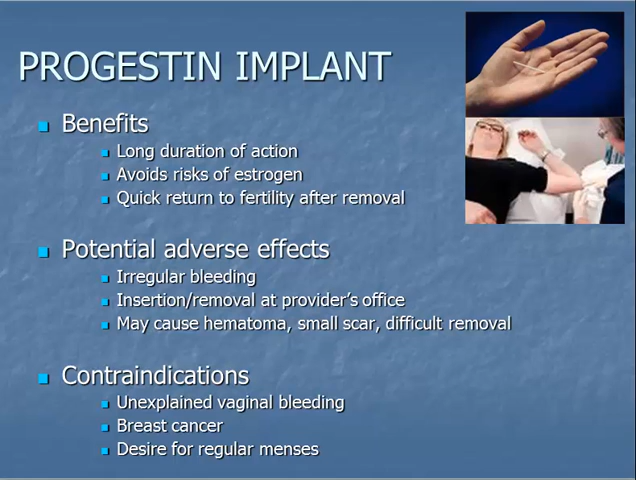 PROGESTIN IMPLANT
Benefits
Long duration of action
Avoids risks of estrogen
Quick return to fertility after removal
Potential adverse effects
Irregular bleeding
Insertion/removal at provider's office
May cause hematoma, small scar, difficult removal
Contraindications
Unexplained vaginal bleeding
Breast cancer
Desire for regular menses